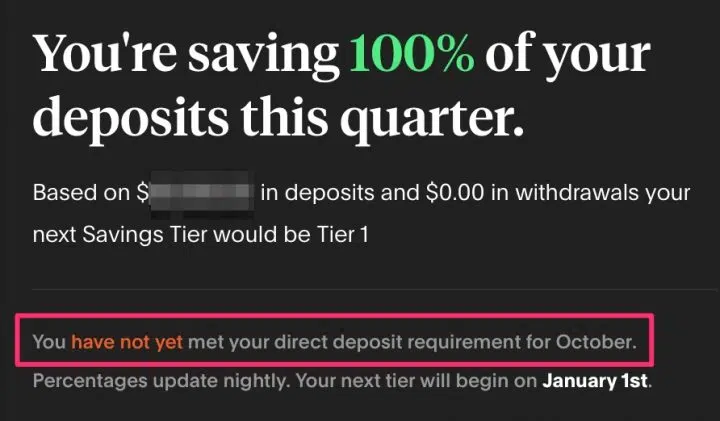 You're saving 100% of your
deposits this quarter.
Based on $ in deposits and $0.00 in withdrawals your
next Savings Tier would be Tier 1
You have not yet met your direct deposit requirement for October.
Percentages update nightly. Your next tier will begin on January 1st.